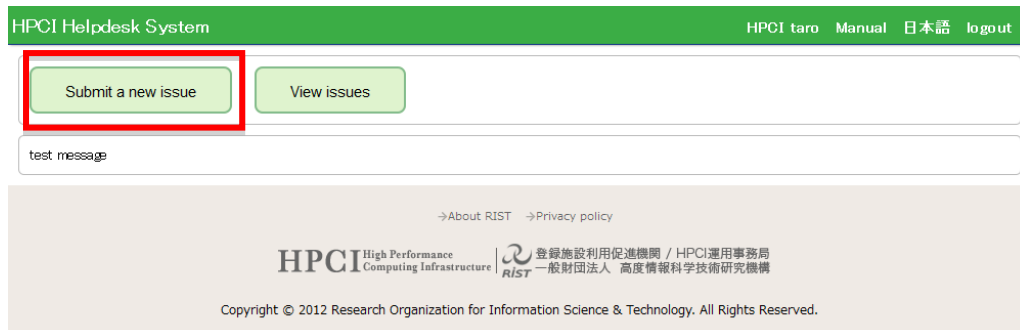 HPCI Helpdesk System HPCI taro Manual 日本語 logout
Submit a new issue View issues
test message
→About RIST →Privacy policy
HPCI High Performance Computing Infrastructure RIST 登録施設利用促進機関 / HPCI運用事務局
一般財団法人 高度情報科学技術研究機構
Copyright © 2012 Research Organization for Information Science & Technology. All Rights Reserved.